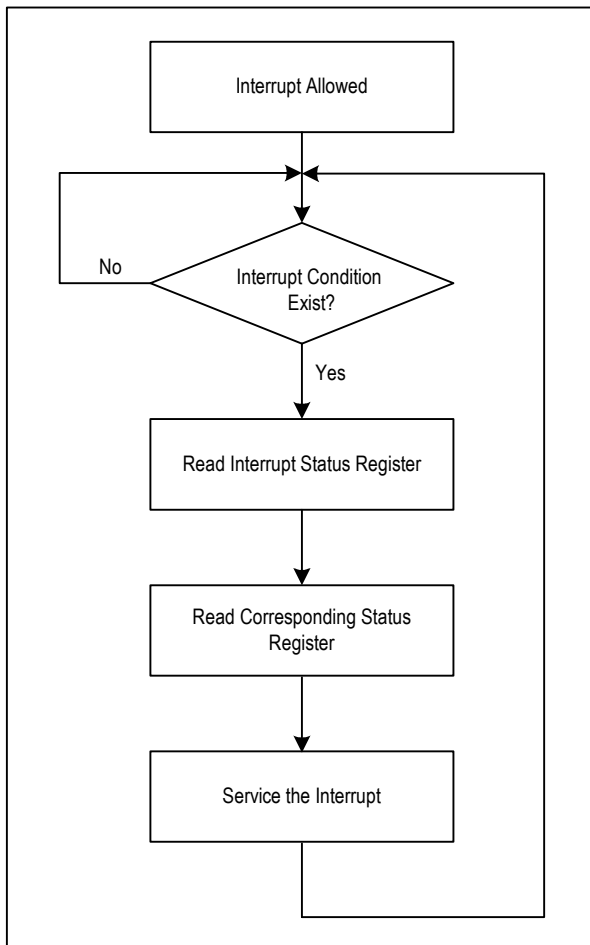 Interrupt Allowed
No
Interrupt Condition
Exist?
Yes
Read Interrupt Status Register
Read Corresponding Status
Register
Service the Interrupt